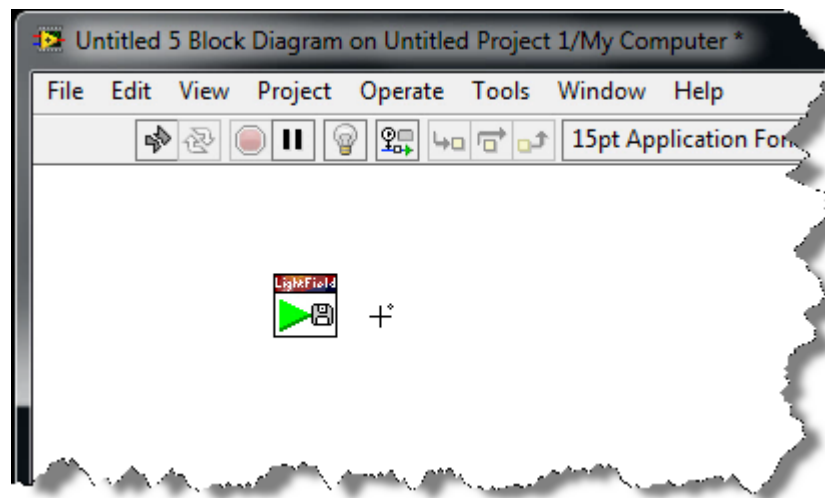 Untitled 5 Block Diagram on Untitled Project 1/My Computer *
File Edit View Project Operate Tools Window Help
15pt Application
LightField